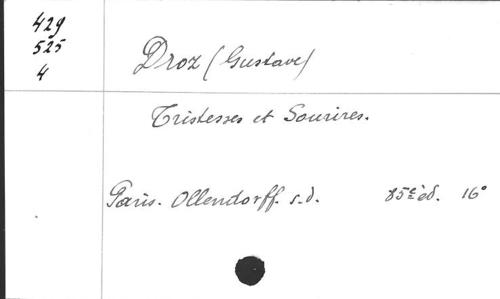 429
525
4
Droz (Gustave)
Tristesses et Sourires.
Paris. Ollendorff. s.d. 85e éd. 16°